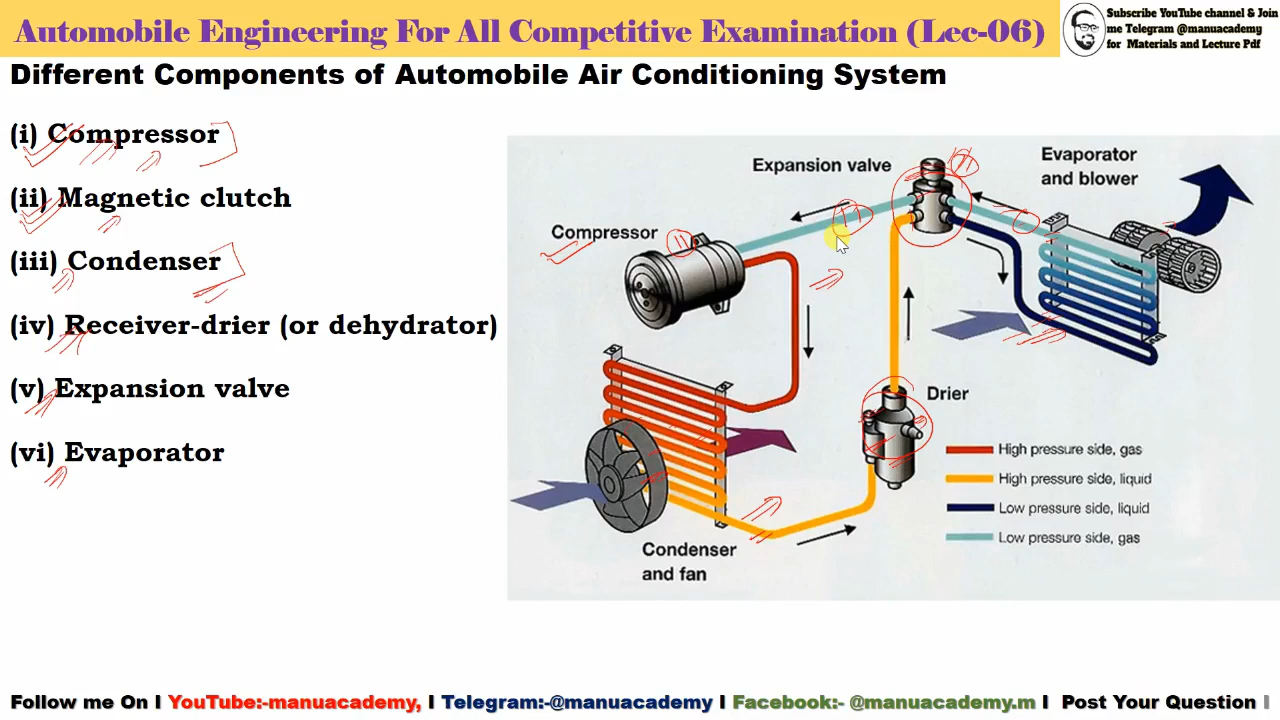 Automobile Engineering For All Competitive Examination (Lec-06)
Subscribe YouTube channel & Join
me Telegram @manuacademy
for Materials and Lecture Pdf
Different Components of Automobile Air Conditioning System
(i) Compressor
(ii) Magnetic clutch
(iii) Condenser
(iv) Receiver-drier (or dehydrator)
(v) Expansion valve
(vi) Evaporator
Expansion valve
Evaporator
and blower
Compressor
Drier
High pressure side, gas
High pressure side, liquid
Low pressure side, liquid
Low pressure side, gas
Condenser
and fan
Follow me On I YouTube:-manuacademy, I Telegram:-@manuacademy I Facebook:- @manuacademy.m I Post Your Question I